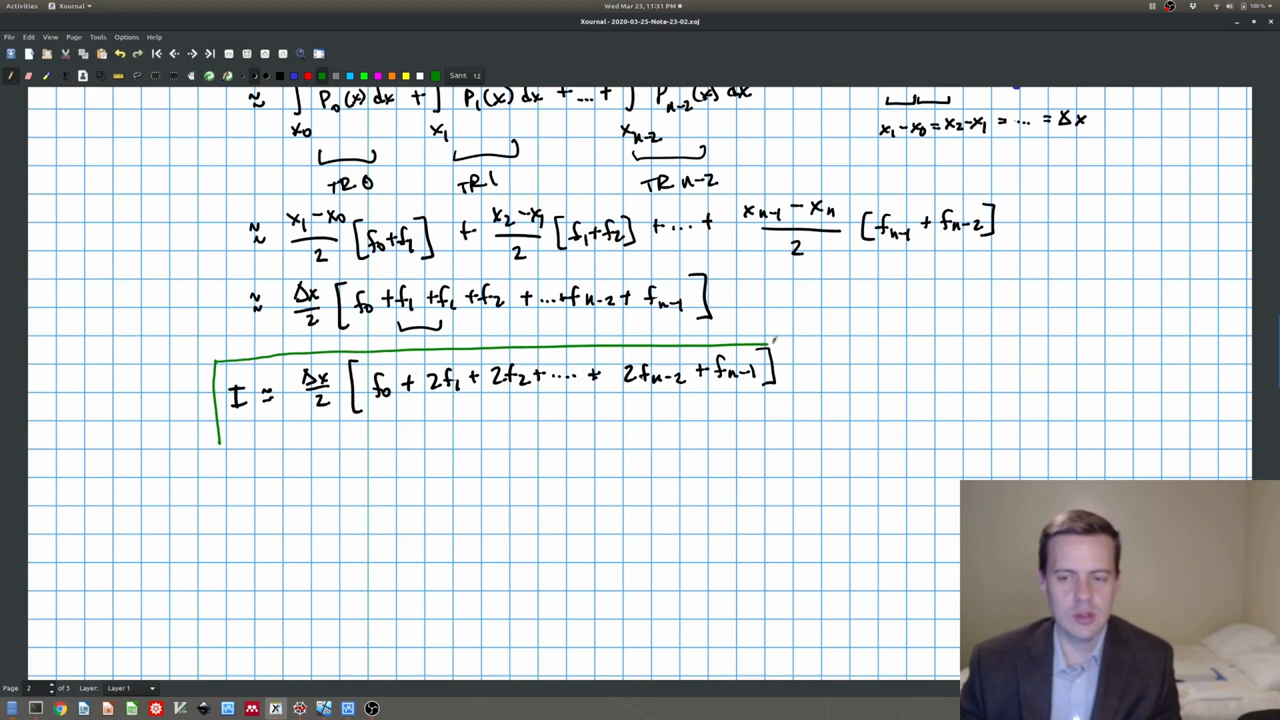 Activities Xournal Wed Mar 25, 11:31 PM 100 %
Xournal - 2020-03-25-Note-23-02.xoj
File Edit View Page Tools Options Help
Sans 12
≈ ∫ P₀(x) dx + ∫ P₁(x) dx + ... + ∫ Pₙ₋₂(x) dx
x₀ x₁ xₙ₋₂
x₁ - x₀ = x₂ - x₁ = ... = Δx
TR 0 TR 1 TR n-2
≈ x₁ - x₀ / 2 [f₀ + f₁] + x₂ - x₁ / 2 [f₁ + f₂] + ... + xₙ₋₁ - xₙ / 2 [fₙ₋₁ + fₙ₋₂]
≈ Δx / 2 [f₀ + f₁ + f₁ + f₂ + ... + fₙ₋₂ + fₙ₋₁]
I ≈ Δx / 2 [f₀ + 2f₁ + 2f₂ + .... + 2fₙ₋₂ + fₙ₋₁]
Page 2 of 3 Layer: Layer 1